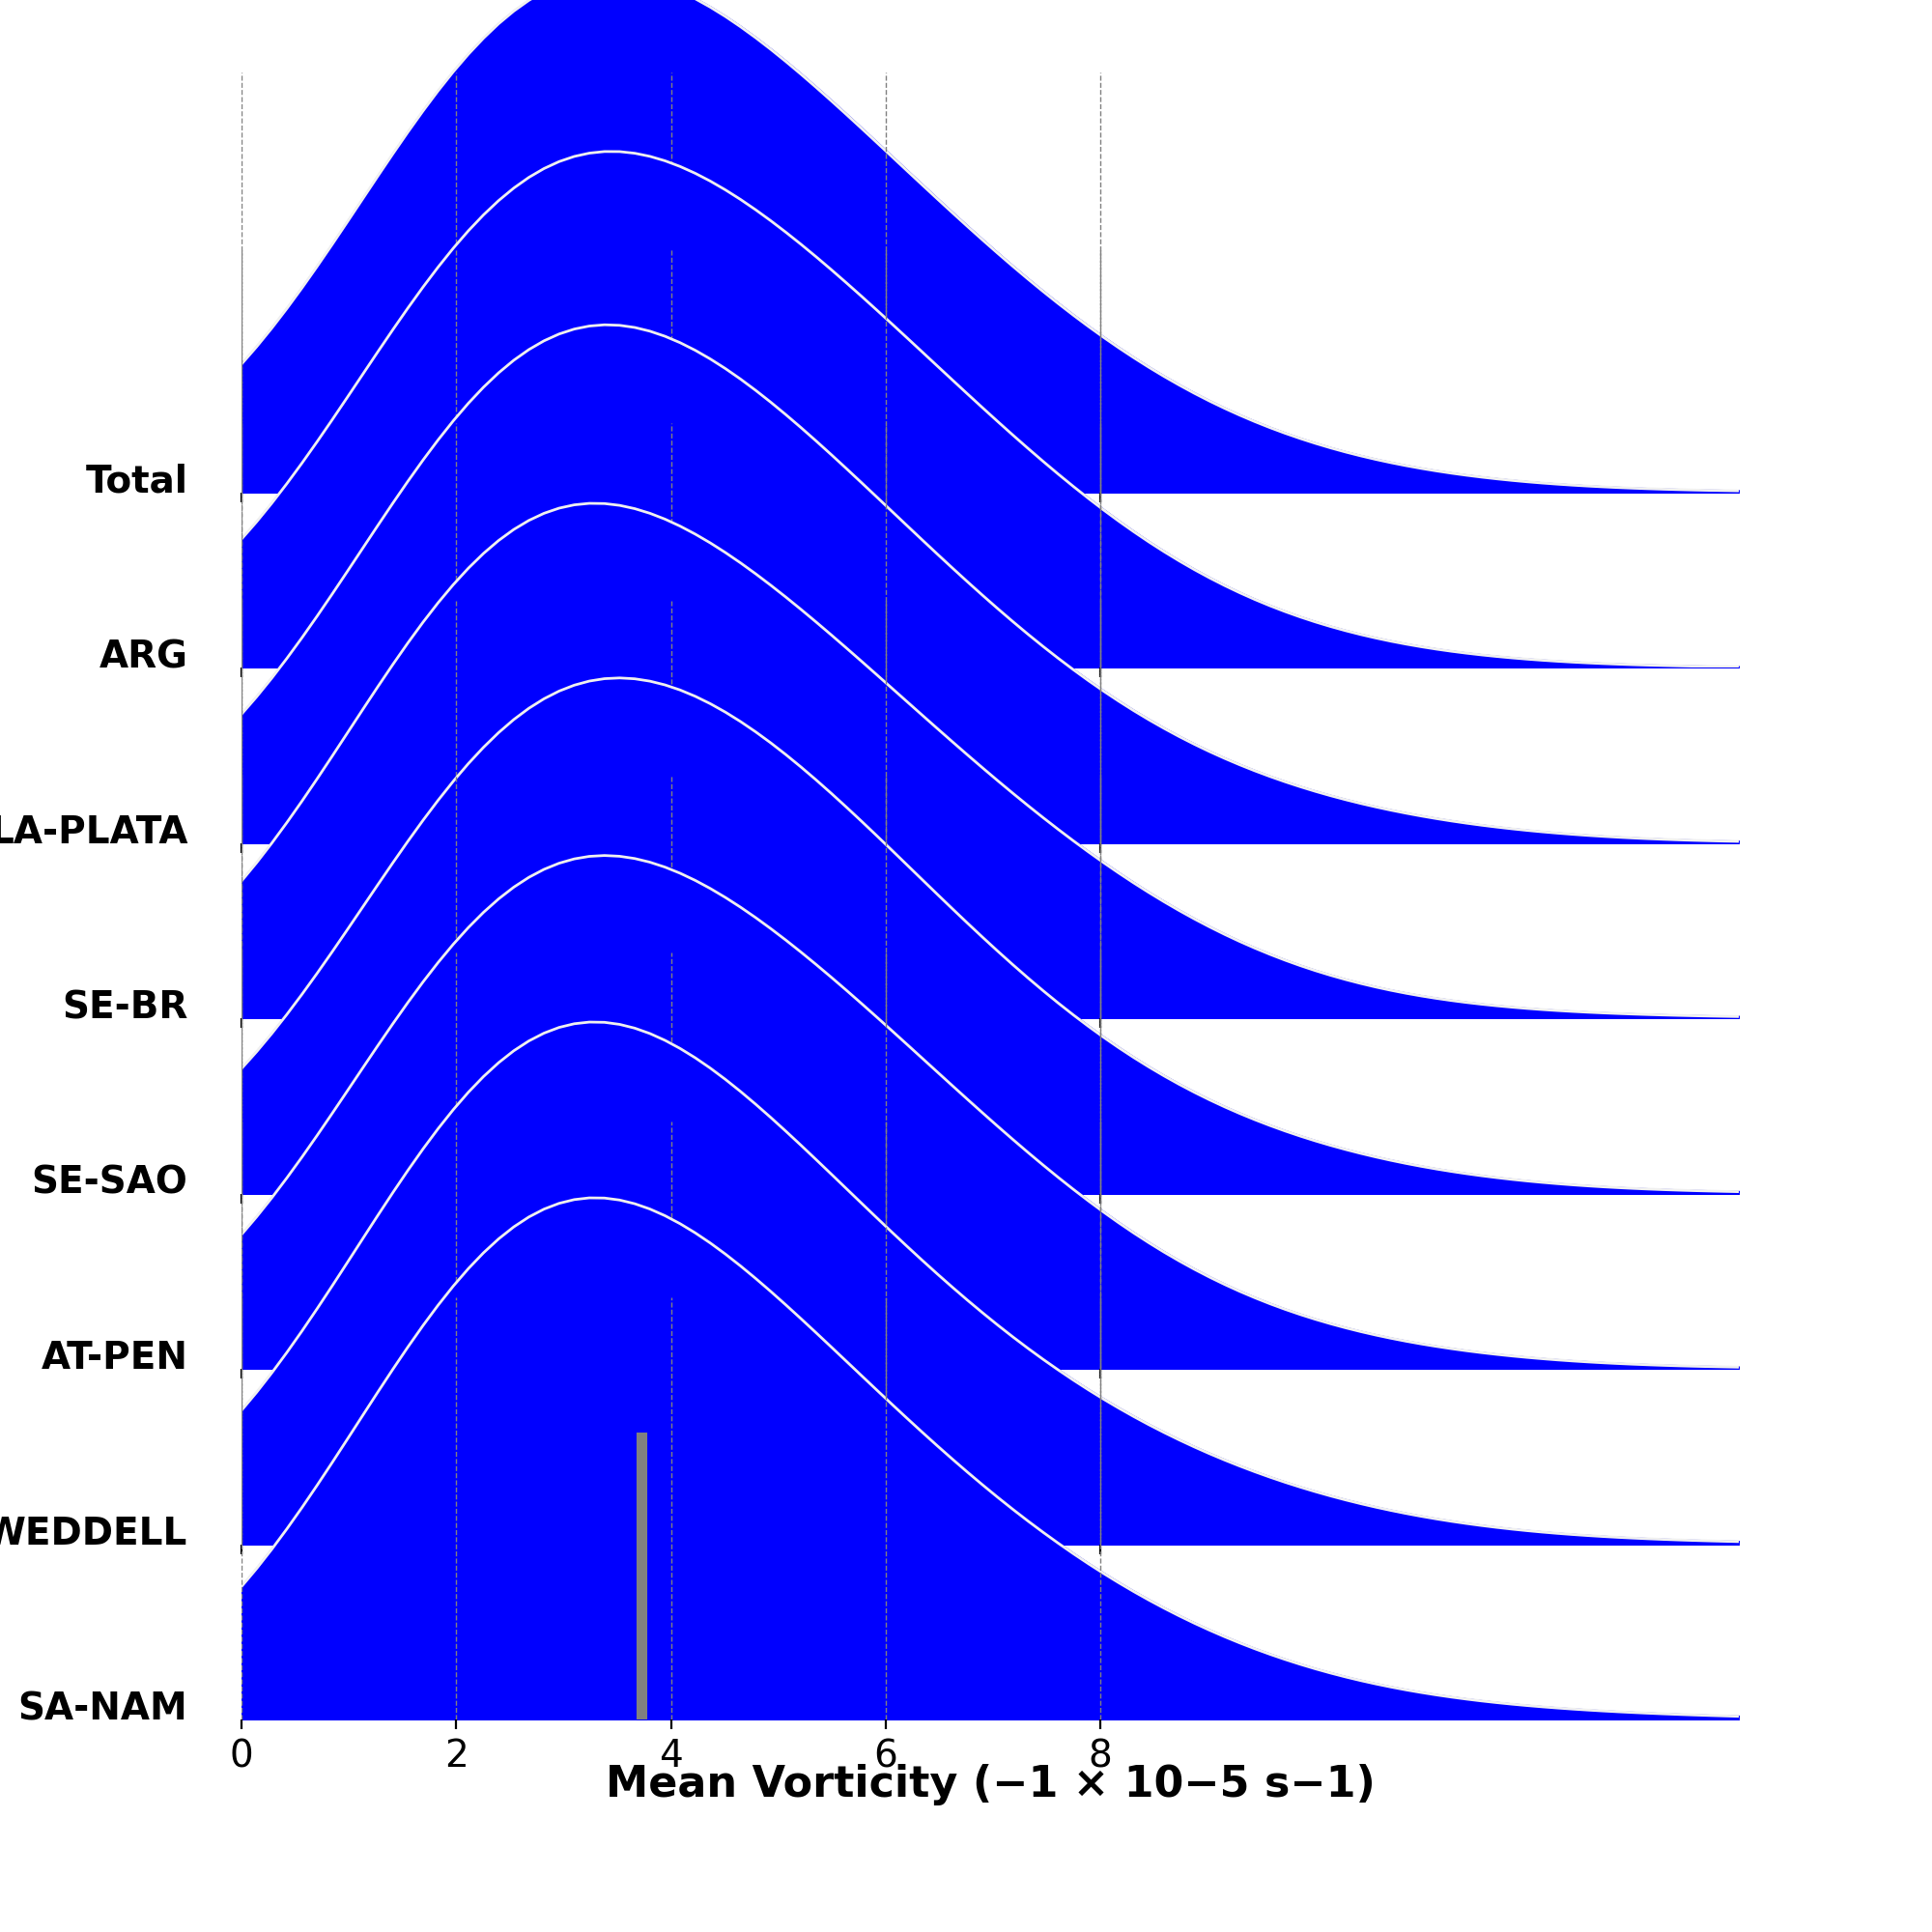 Total
ARG
LA-PLATA
SE-BR
SE-SAO
AT-PEN
WEDDELL
SA-NAM
0 2 4 6 8
Mean Vorticity (−1 × 10−5 s−1)